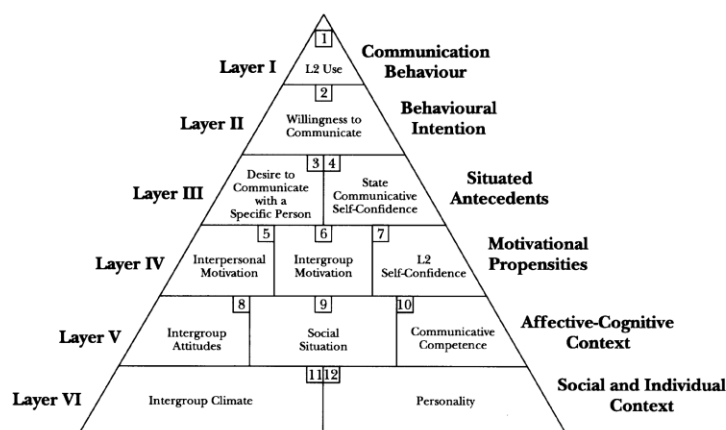 1
Layer I
L2 Use
Communication
Behaviour
2
Layer II
Willingness to
Communicate
Behavioural
Intention
3 4
Layer III
Desire to
Communicate
with a
Specific Person
State
Communicative
Self-Confidence
Situated
Antecedents
5 6 7
Layer IV
Interpersonal
Motivation
Intergroup
Motivation
L2
Self-Confidence
Motivational
Propensities
8 9 10
Layer V
Intergroup
Attitudes
Social
Situation
Communicative
Competence
Affective-Cognitive
Context
11 12
Layer VI
Intergroup Climate
Personality
Social and Individual
Context